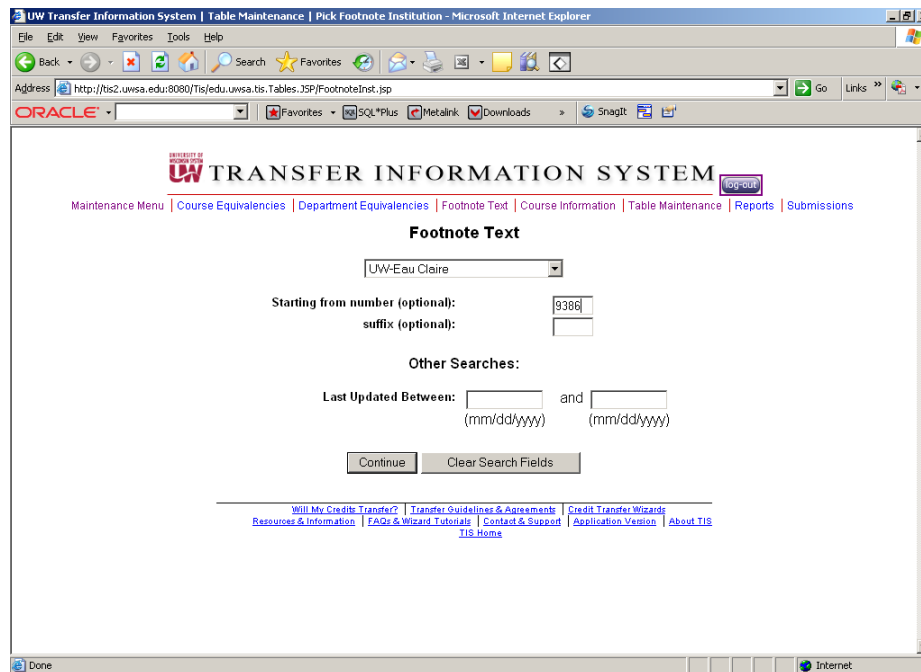 UW Transfer Information System | Table Maintenance | Pick Footnote Institution - Microsoft Internet Explorer
File Edit View Favorites Tools Help
Back Search Favorites
Address http://tis2.uwsa.edu:8080/Tis/edu.uwsa.tis.Tables.JSP/FootnoteInst.jsp Go Links »
ORACLE Favorites SQL*Plus Metalink Downloads » SnagIt
UNIVERSITY OF
WISCONSIN SYSTEM
UW TRANSFER INFORMATION SYSTEM log-out
Maintenance Menu | Course Equivalencies | Department Equivalencies | Footnote Text | Course Information | Table Maintenance | Reports | Submissions
Footnote Text
UW-Eau Claire
Starting from number (optional): 9386
suffix (optional):
Other Searches:
Last Updated Between: and
(mm/dd/yyyy) (mm/dd/yyyy)
Continue Clear Search Fields
Will My Credits Transfer? | Transfer Guidelines & Agreements | Credit Transfer Wizards
Resources & Information | FAQs & Wizard Tutorials | Contact & Support | Application Version | About TIS
TIS Home
Done Internet